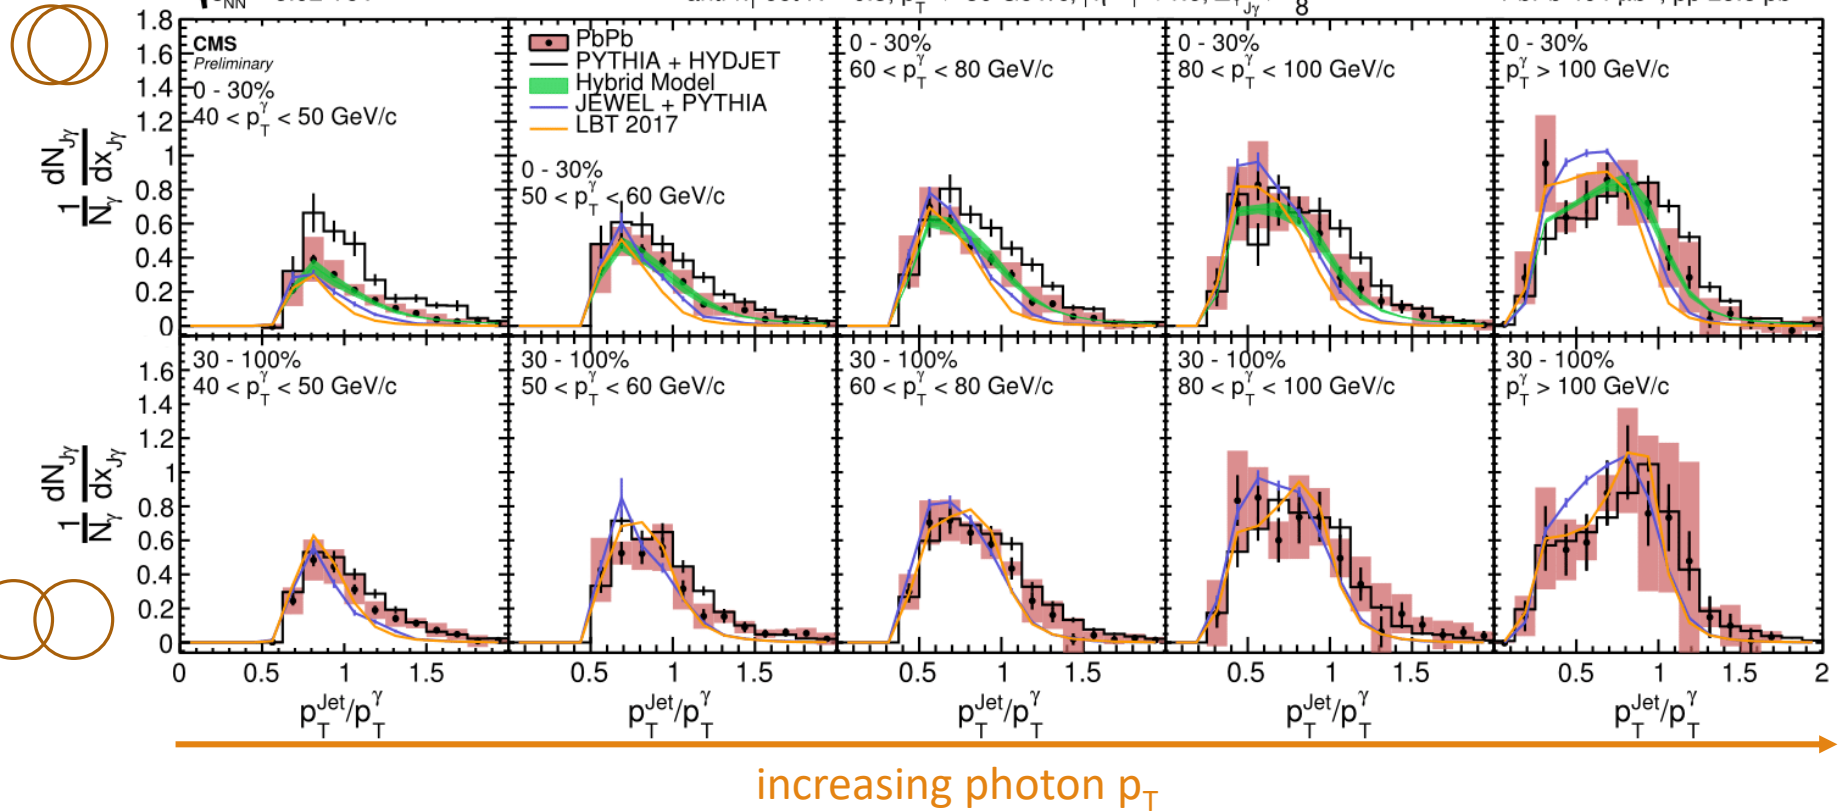 CMS
Preliminary
0 - 30%
40 < p_T^γ < 50 GeV/c
PbPb
PYTHIA + HYDJET
Hybrid Model
JEWEL + PYTHIA
LBT 2017
0 - 30%
50 < p_T^γ < 60 GeV/c
0 - 30%
60 < p_T^γ < 80 GeV/c
0 - 30%
80 < p_T^γ < 100 GeV/c
0 - 30%
p_T^γ > 100 GeV/c
1.8
1.6
1.4
1.2
1
0.8
0.6
0.4
0.2
0
1/N_γ dN_Jγ/dx_Jγ
30 - 100%
40 < p_T^γ < 50 GeV/c
30 - 100%
50 < p_T^γ < 60 GeV/c
30 - 100%
60 < p_T^γ < 80 GeV/c
30 - 100%
80 < p_T^γ < 100 GeV/c
30 - 100%
p_T^γ > 100 GeV/c
1.6
1.4
1.2
1
0.8
0.6
0.4
0.2
0
1/N_γ dN_Jγ/dx_Jγ
0 0.5 1 1.5 0.5 1 1.5 0.5 1 1.5 0.5 1 1.5 0.5 1 1.5 2
p_T^Jet/p_T^γ p_T^Jet/p_T^γ p_T^Jet/p_T^γ p_T^Jet/p_T^γ p_T^Jet/p_T^γ
increasing photon p_T